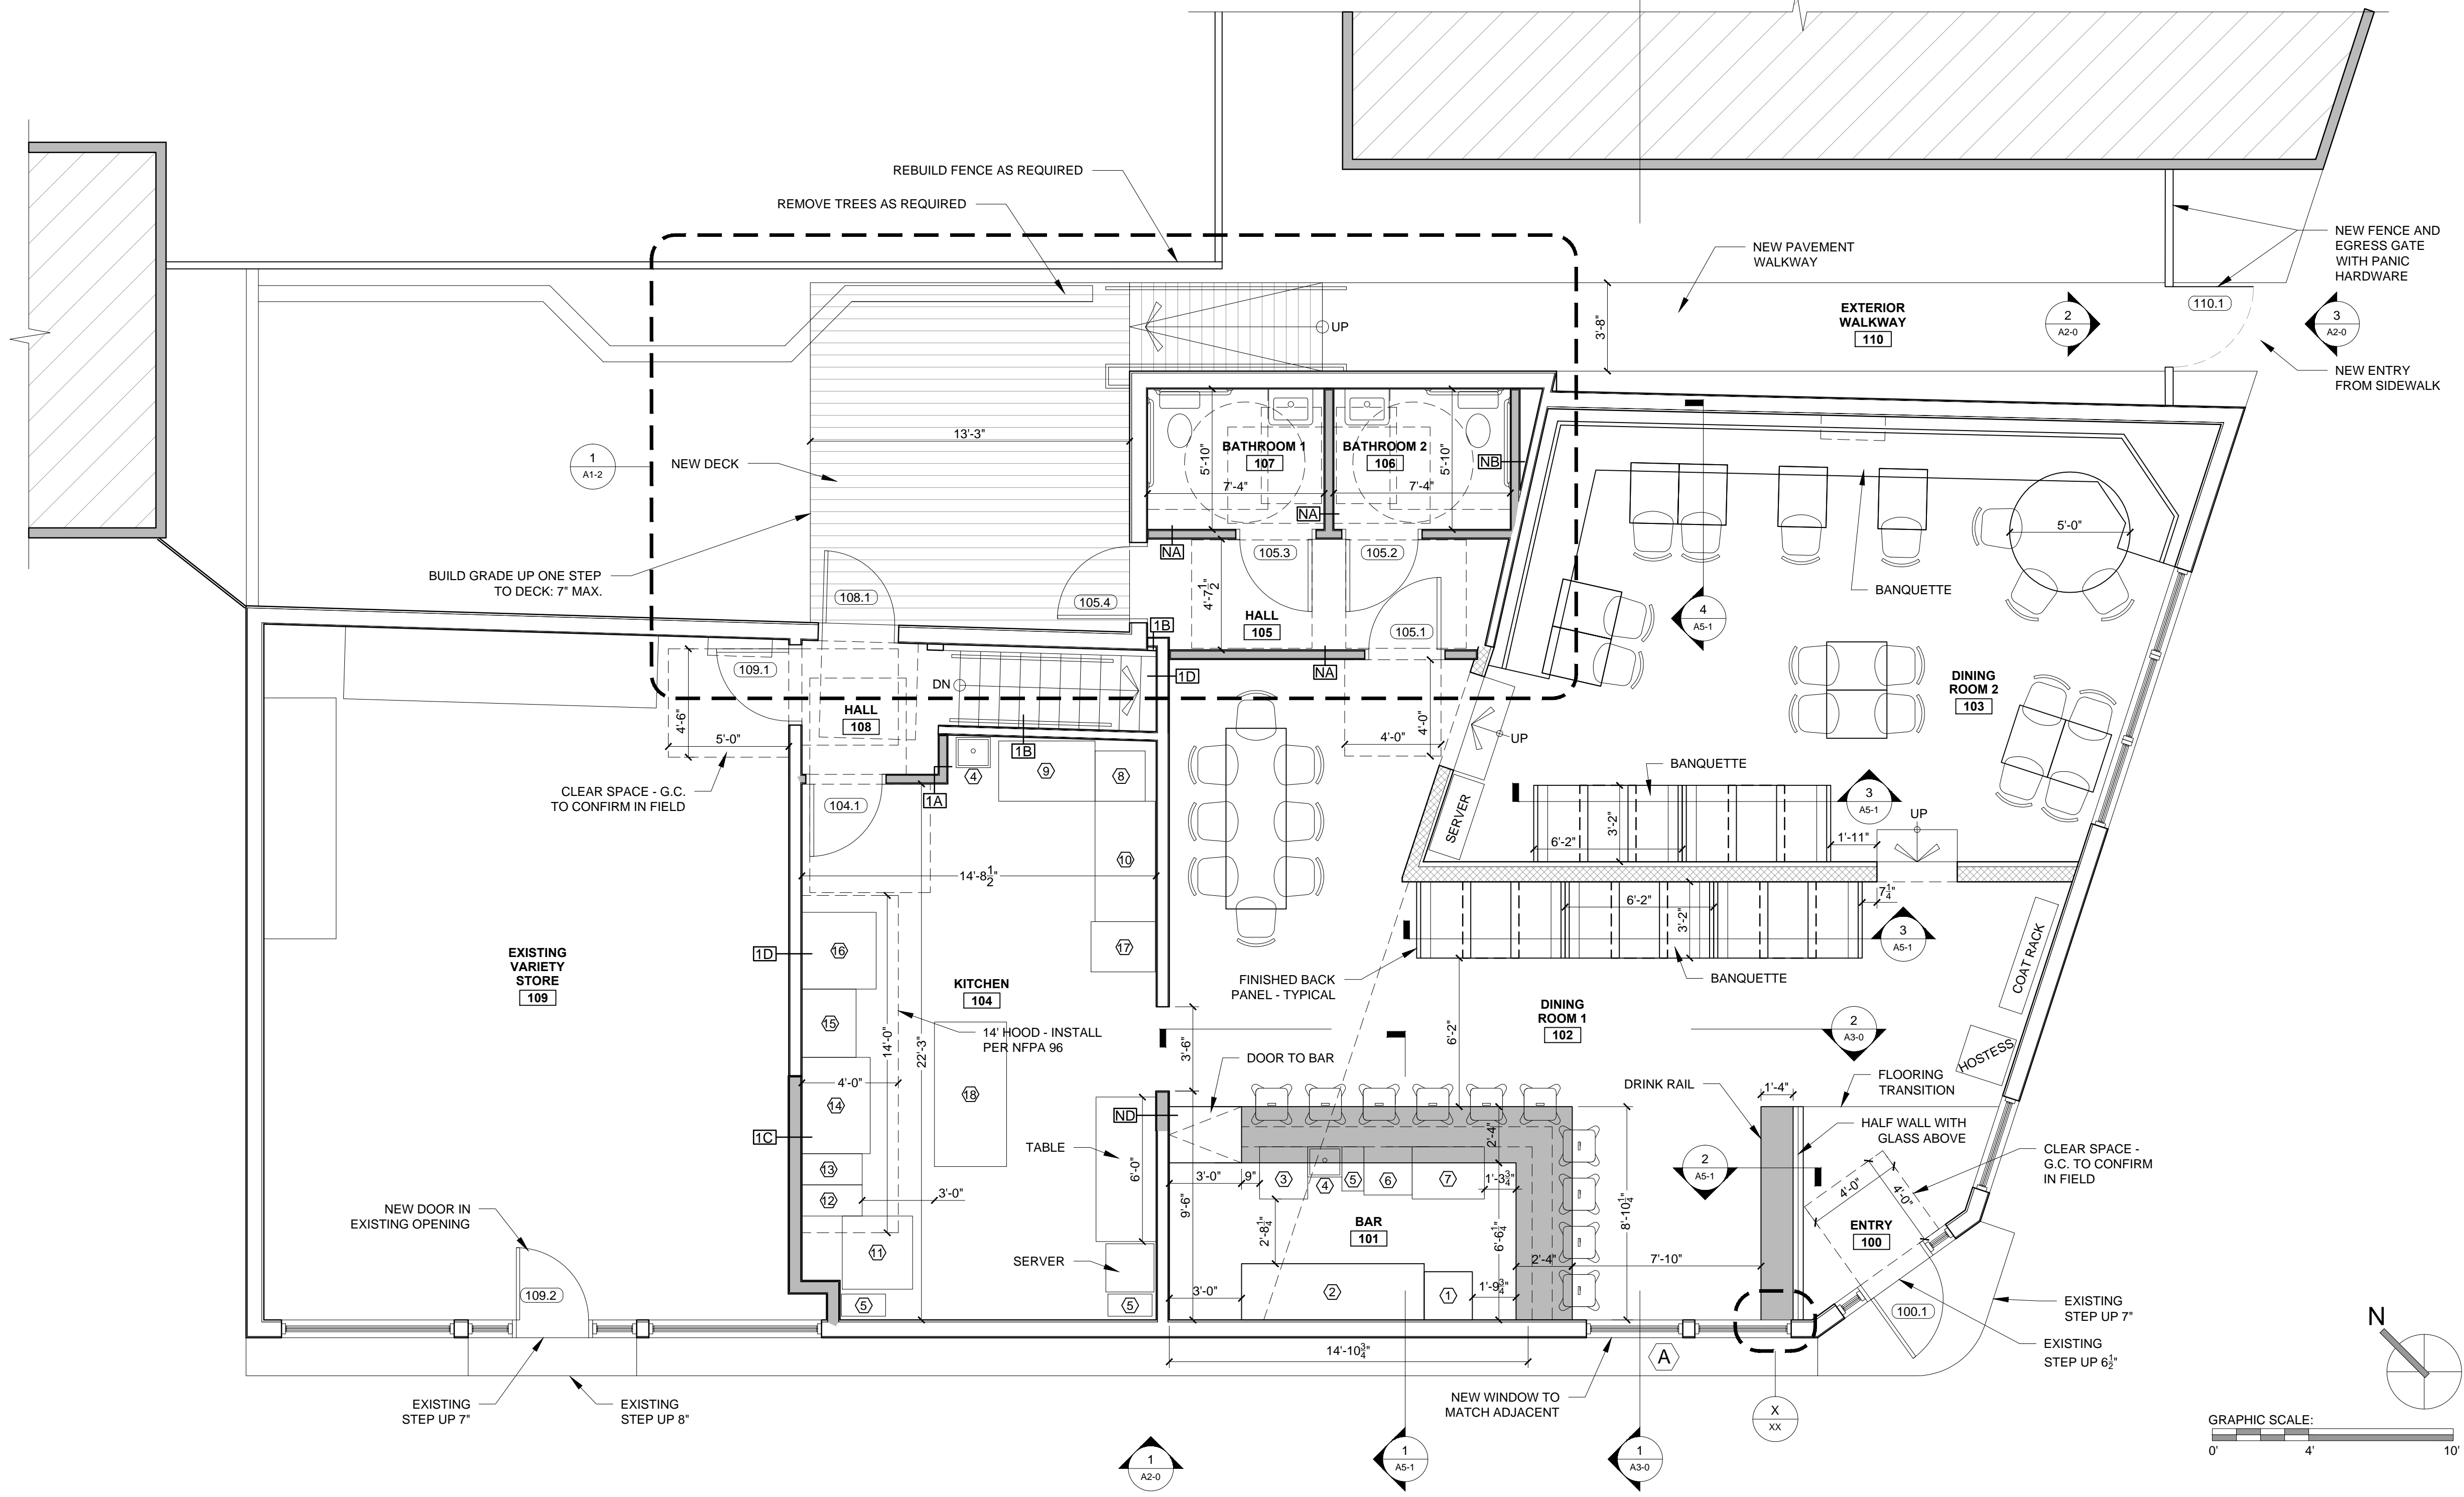 REBUILD FENCE AS REQUIRED
REMOVE TREES AS REQUIRED
NEW PAVEMENT
WALKWAY
NEW FENCE AND
EGRESS GATE
WITH PANIC
HARDWARE
110.1
EXTERIOR
WALKWAY
110
2
A2-0
3
A2-0
UP
3'-8"
NEW ENTRY
FROM SIDEWALK
13'-3"
1
A1-2
NEW DECK
BATHROOM 1
107
5'-10"
7'-4"
BATHROOM 2
106
5'-10"
7'-4"
NB
NA
NA
105.3
105.2
5'-0"
BUILD GRADE UP ONE STEP
TO DECK: 7" MAX.
108.1
105.4
4'-7 1/2"
HALL
105
105.1
1B
NA
BANQUETTE
4
A5-1
109.1
1D
DN
HALL
108
4'-6"
5'-0"
1B
4'-0"
4'-0"
UP
DINING
ROOM 2
103
CLEAR SPACE - G.C.
TO CONFIRM IN FIELD
104.1
1A
4
9
8
BANQUETTE
3
A5-1
SERVER
6'-2"
3'-2"
1'-11"
UP
10
14'-8 1/2"
6'-2"
3'-2"
7 1/4"
3
A5-1
EXISTING
VARIETY
STORE
109
1D
16
17
KITCHEN
104
FINISHED BACK
PANEL - TYPICAL
BANQUETTE
COAT RACK
DINING
ROOM 1
102
15
14'-0"
22'-3"
14' HOOD - INSTALL
PER NFPA 96
3'-6"
6'-2"
2
A3-0
HOSTESS
DOOR TO BAR
4'-0"
14
18
DRINK RAIL
1'-4"
FLOORING
TRANSITION
1C
ND
TABLE
6'-0"
2'-4"
HALF WALL WITH
GLASS ABOVE
CLEAR SPACE -
G.C. TO CONFIRM
IN FIELD
13
12
3'-0"
3'-0"
9"
3
4
5
6
7
1'-3 3/4"
2
A5-1
4'-0"
4'-0"
NEW DOOR IN
EXISTING OPENING
11
9'-6"
2'-8 1/4"
BAR
101
6'-6 1/4"
8'-10 1/4"
ENTRY
100
SERVER
2'-4"
7'-10"
109.2
5
5
3'-0"
2
1
1'-9 3/4"
100.1
EXISTING
STEP UP 7"
EXISTING
STEP UP 6 1/2"
14'-10 3/4"
A
EXISTING
STEP UP 7"
EXISTING
STEP UP 8"
NEW WINDOW TO
MATCH ADJACENT
X
XX
N
1
A2-0
1
A5-1
1
A3-0
GRAPHIC SCALE:
0'
4'
10'